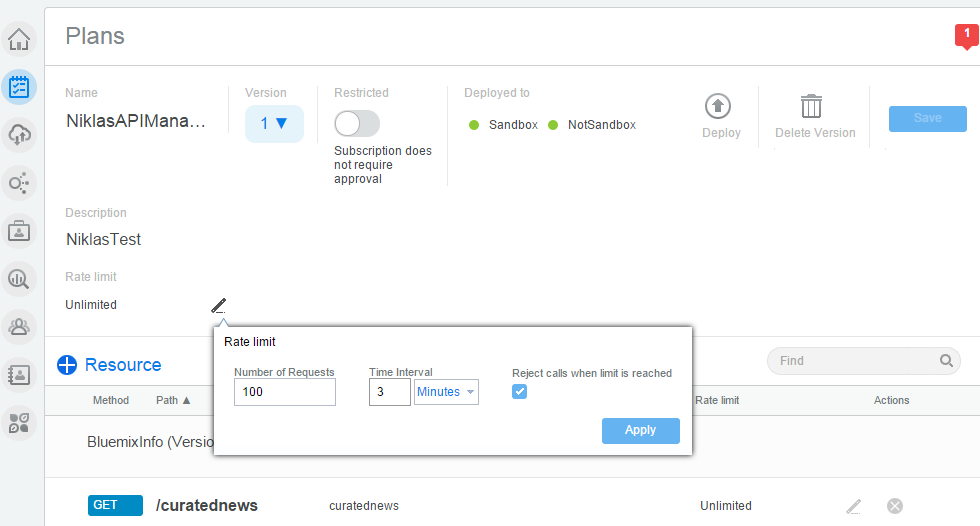 Plans
1
Name
Version
Restricted
Deployed to
NiklasAPIMana...
1 ▼
Sandbox
NotSandbox
Deploy
Delete Version
Save
Subscription does
not require
approval
Description
NiklasTest
Rate limit
Unlimited
Rate limit
Number of Requests
Time Interval
Reject calls when limit is reached
100
3
Minutes
Apply
Resource
Find
Method
Path ▲
Rate limit
Actions
BluemixInfo (Versio
GET
/curatednews
curatednews
Unlimited